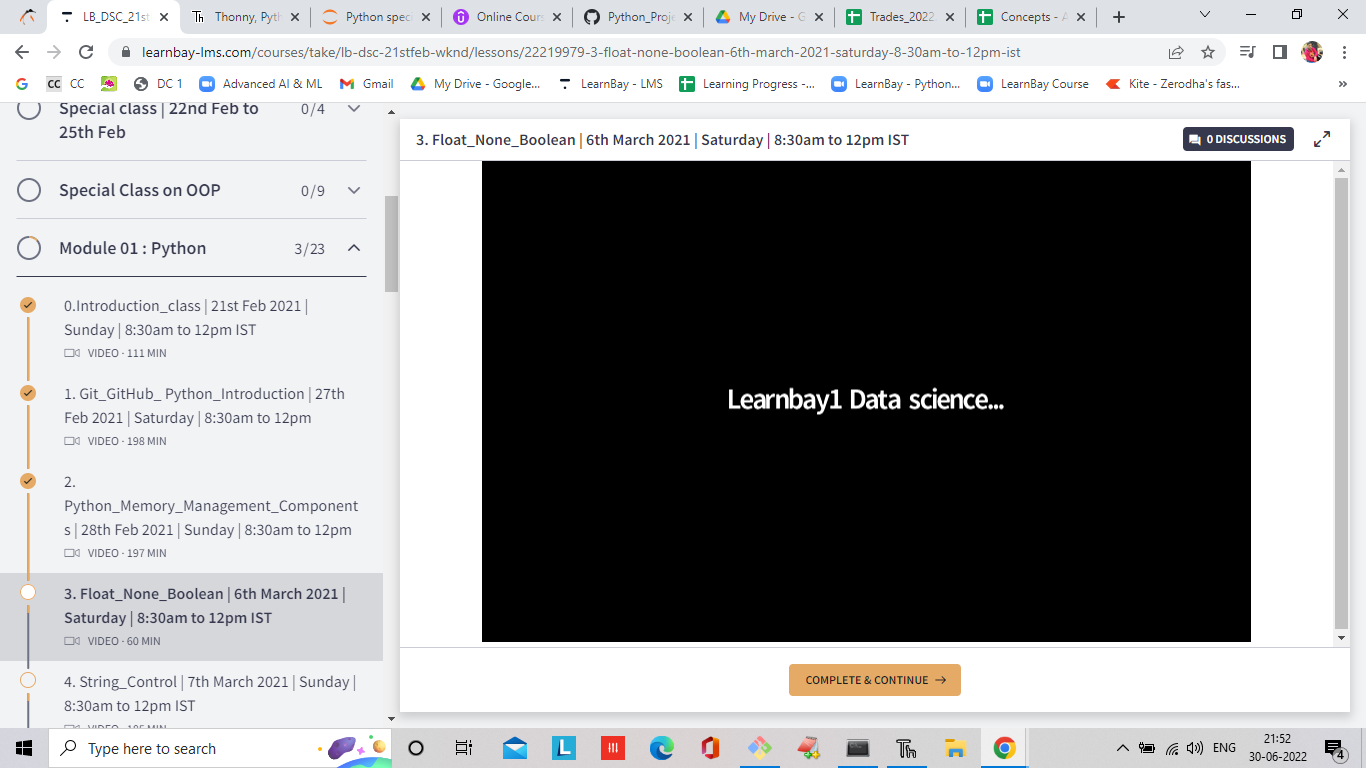 LB_DSC_21st
Thonny, Pyth
Python spec
Online Cour
Python_Proje
My Drive - G
Trades_2022
Concepts - A
learnbay-lms.com/courses/take/lb-dsc-21stfeb-wknd/lessons/22219979-3-float-none-boolean-6th-march-2021-saturday-8-30am-to-12pm-ist
CC CC
DC 1
Advanced AI & ML
Gmail
My Drive - Google...
LearnBay - LMS
Learning Progress -...
LearnBay - Python...
LearnBay Course
Kite - Zerodha's fas...
»
Special class | 22nd Feb to
25th Feb
0/4
Special Class on OOP
0/9
Module 01 : Python
3/23
0.Introduction_class | 21st Feb 2021 |
Sunday | 8:30am to 12pm IST
VIDEO · 111 MIN
1. Git_GitHub_ Python_Introduction | 27th
Feb 2021 | Saturday | 8:30am to 12pm
VIDEO · 198 MIN
2.
Python_Memory_Management_Component
s | 28th Feb 2021 | Sunday | 8:30am to 12pm
VIDEO · 197 MIN
3. Float_None_Boolean | 6th March 2021 |
Saturday | 8:30am to 12pm IST
VIDEO · 60 MIN
4. String_Control | 7th March 2021 | Sunday |
8:30am to 12pm IST
3. Float_None_Boolean | 6th March 2021 | Saturday | 8:30am to 12pm IST
0 DISCUSSIONS
Learnbay1 Data science...
COMPLETE & CONTINUE →
Type here to search
ENG
21:52
30-06-2022
4